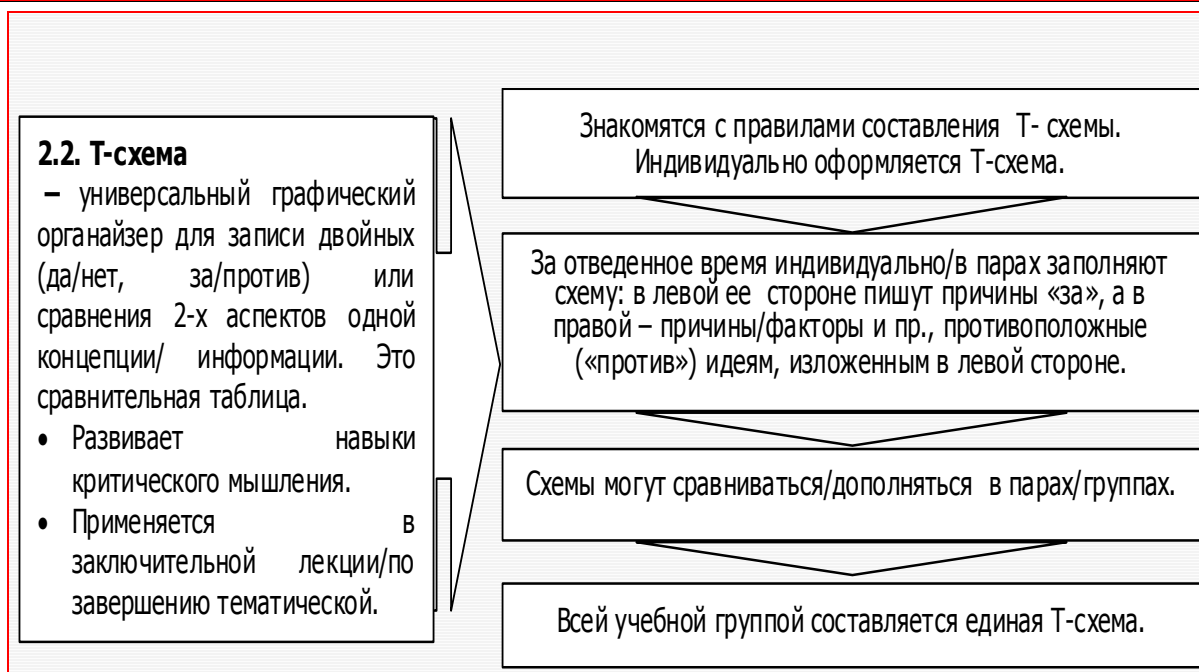 2.2. Т-схема
– универсальный графический
органайзер для записи двойных
(да/нет, за/против) или
сравнения 2-х аспектов одной
концепции/ информации. Это
сравнительная таблица.
• Развивает навыки
критического мышления.
• Применяется в
заключительной лекции/по
завершению тематической.
Знакомятся с правилами составления Т- схемы.
Индивидуально оформляется Т-схема.
За отведенное время индивидуально/в парах заполняют
схему: в левой ее стороне пишут причины «за», а в
правой – причины/факторы и пр., противоположные
(«против») идеям, изложенным в левой стороне.
Схемы могут сравниваться/дополняться в парах/группах.
Всей учебной группой составляется единая Т-схема.